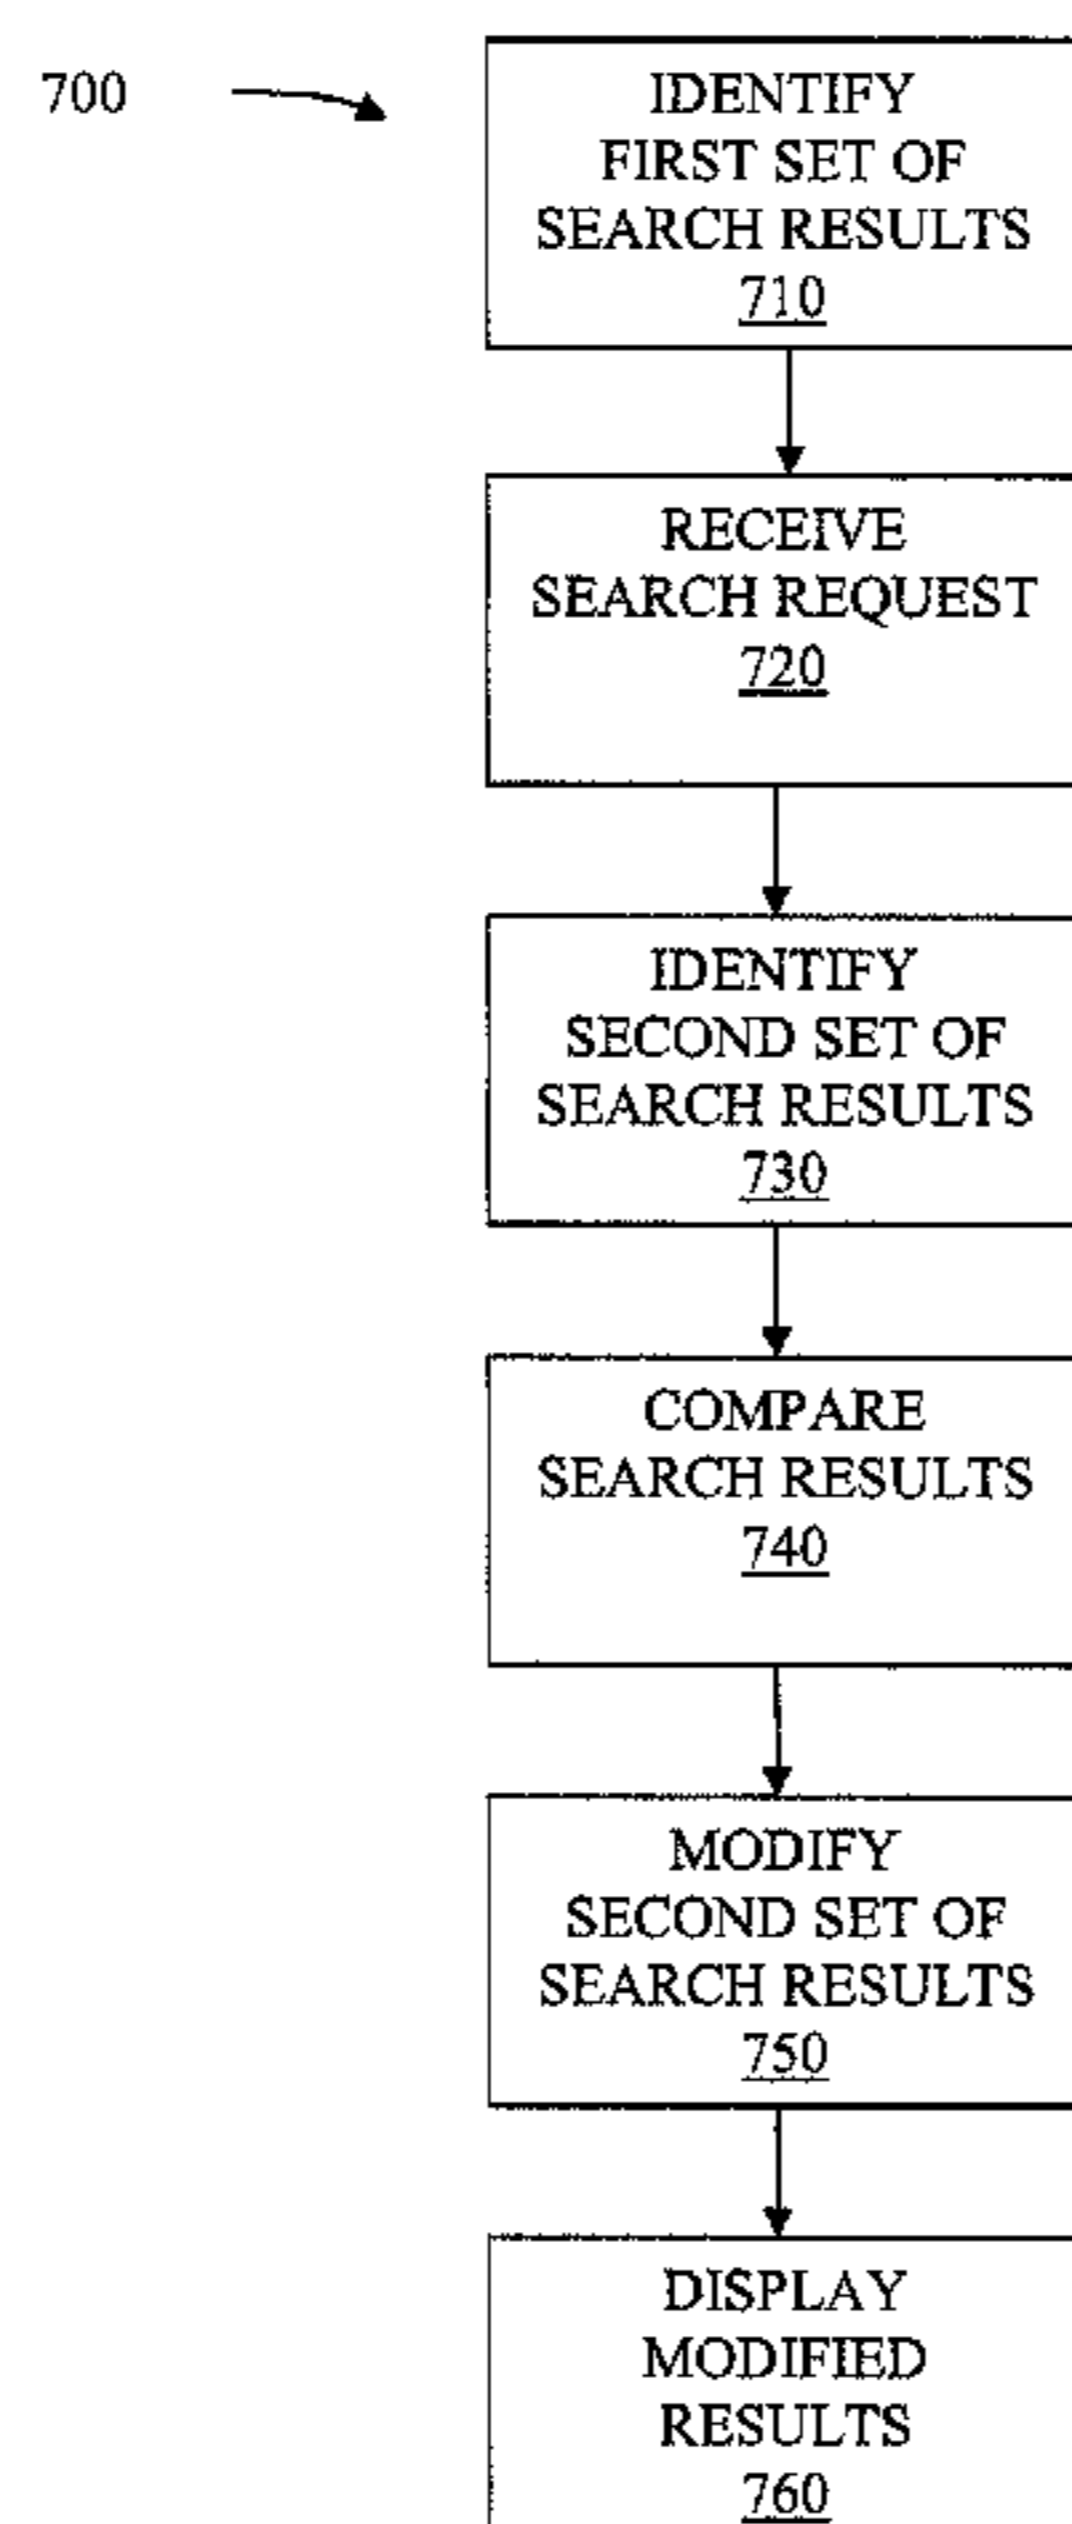 700
IDENTIFY
FIRST SET OF
SEARCH RESULTS
710
RECEIVE
SEARCH REQUEST
720
IDENTIFY
SECOND SET OF
SEARCH RESULTS
730
COMPARE
SEARCH RESULTS
740
MODIFY
SECOND SET OF
SEARCH RESULTS
750
DISPLAY
MODIFIED
RESULTS
760